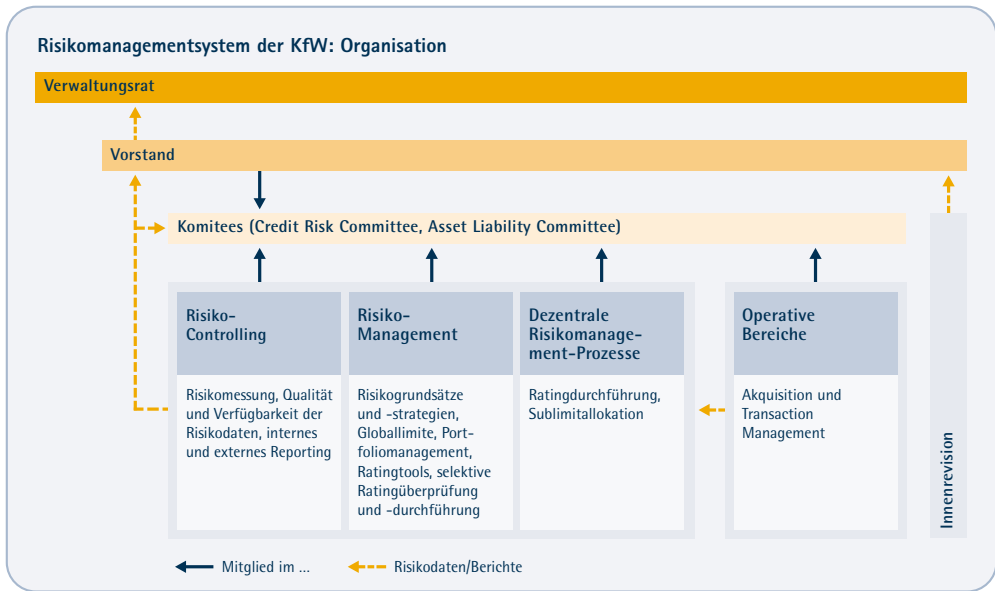 Risikomanagementsystem der KfW: Organisation
Verwaltungsrat
Vorstand
Komitees (Credit Risk Committee, Asset Liability Committee)
Risiko-
Controlling
Risikomessung, Qualität
und Verfügbarkeit der
Risikodaten, internes
und externes Reporting
Risiko-
Management
Risikogrundsätze
und -strategien,
Globallimite, Port-
foliomanagement,
Ratingtools, selektive
Ratingüberprüfung
und -durchführung
Dezentrale
Risikomanage-
ment-Prozesse
Ratingdurchführung,
Sublimitallokation
Operative
Bereiche
Akquisition und
Transaction
Management
Innenrevision
Mitglied im ...
Risikodaten/Berichte